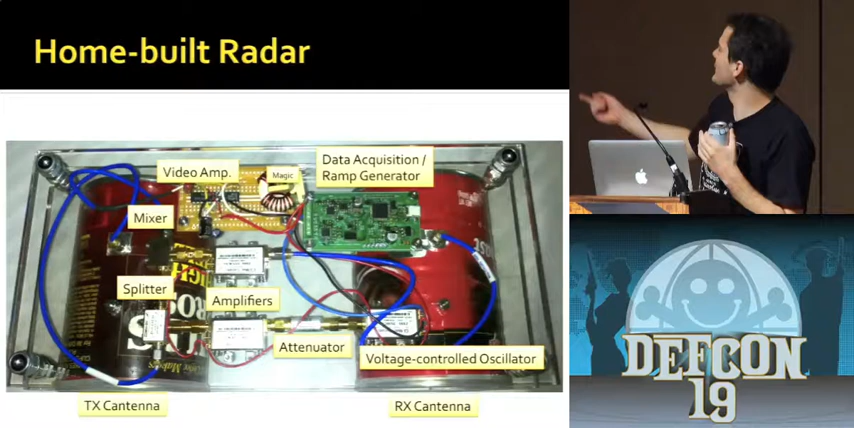 Home-built Radar
Video Amp.
Magic
Data Acquisition /
Ramp Generator
Mixer
Splitter
Amplifiers
Attenuator
Voltage-controlled Oscillator
TX Cantenna
RX Cantenna
DEFCON
19